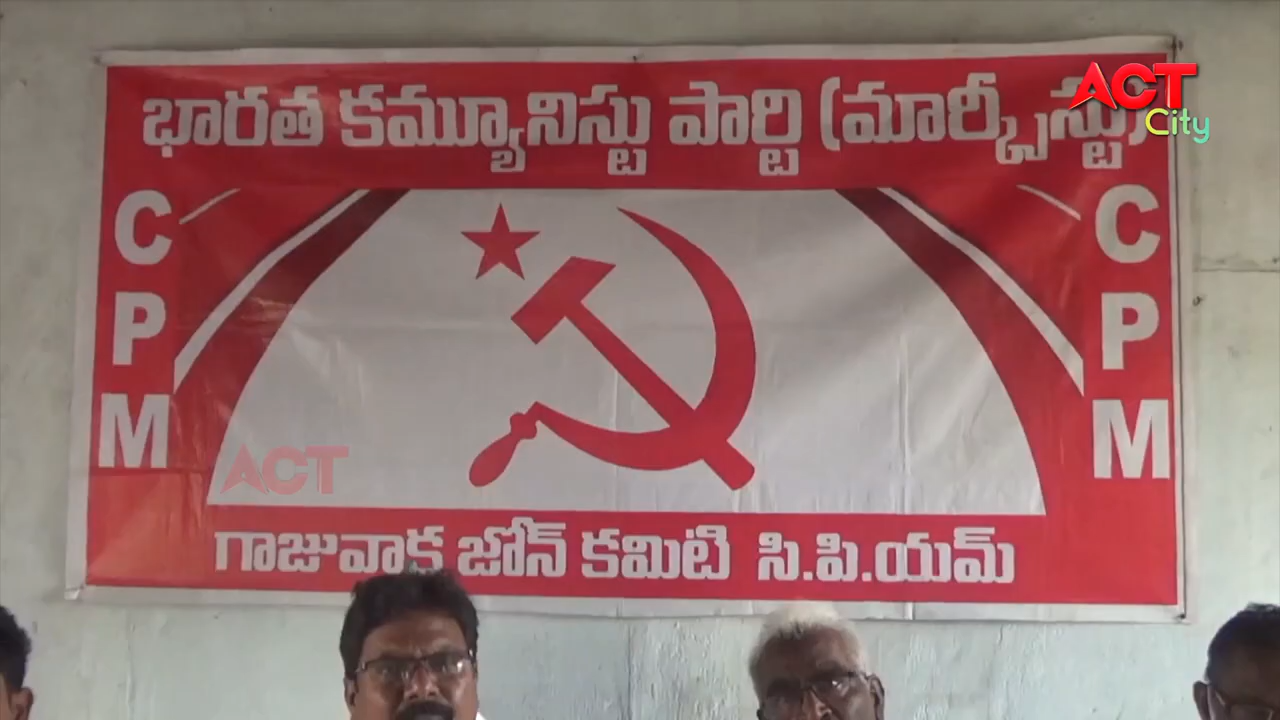 ACT
City
భారత కమ్యూనిస్టు పార్టి (మార్క్సిస్టు)
C
P
M
C
P
M
ACT
గాజువాక జోన్ కమిటి సి.పి.యమ్